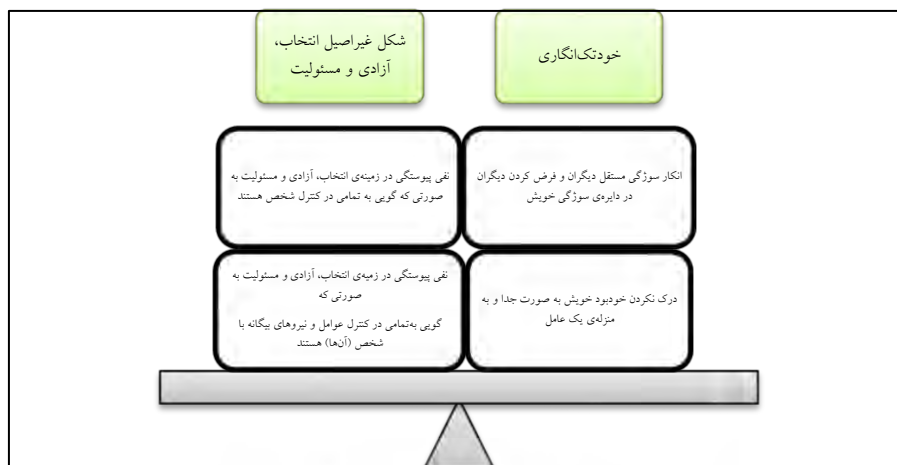 خودتک‌انگاری
شکل غیراصیل انتخاب،
آزادی و مسئولیت
انکار سوژگی مستقل دیگران و فرض کردن دیگران
در دایره‌ی سوژگی خویش
نفی پیوستگی در زمینه‌ی انتخاب، آزادی و مسئولیت به
صورتی که گویی به تمامی در کنترل شخص هستند
درک نکردن خودبود خویش به صورت جدا و به
منزله‌ی یک عامل
نفی پیوستگی در زمیه‌ی انتخاب، آزادی و مسئولیت به
صورتی که
گویی به‌تمامی در کنترل عوامل و نیروهای بیگانه با
شخص (آن‌ها) هستند